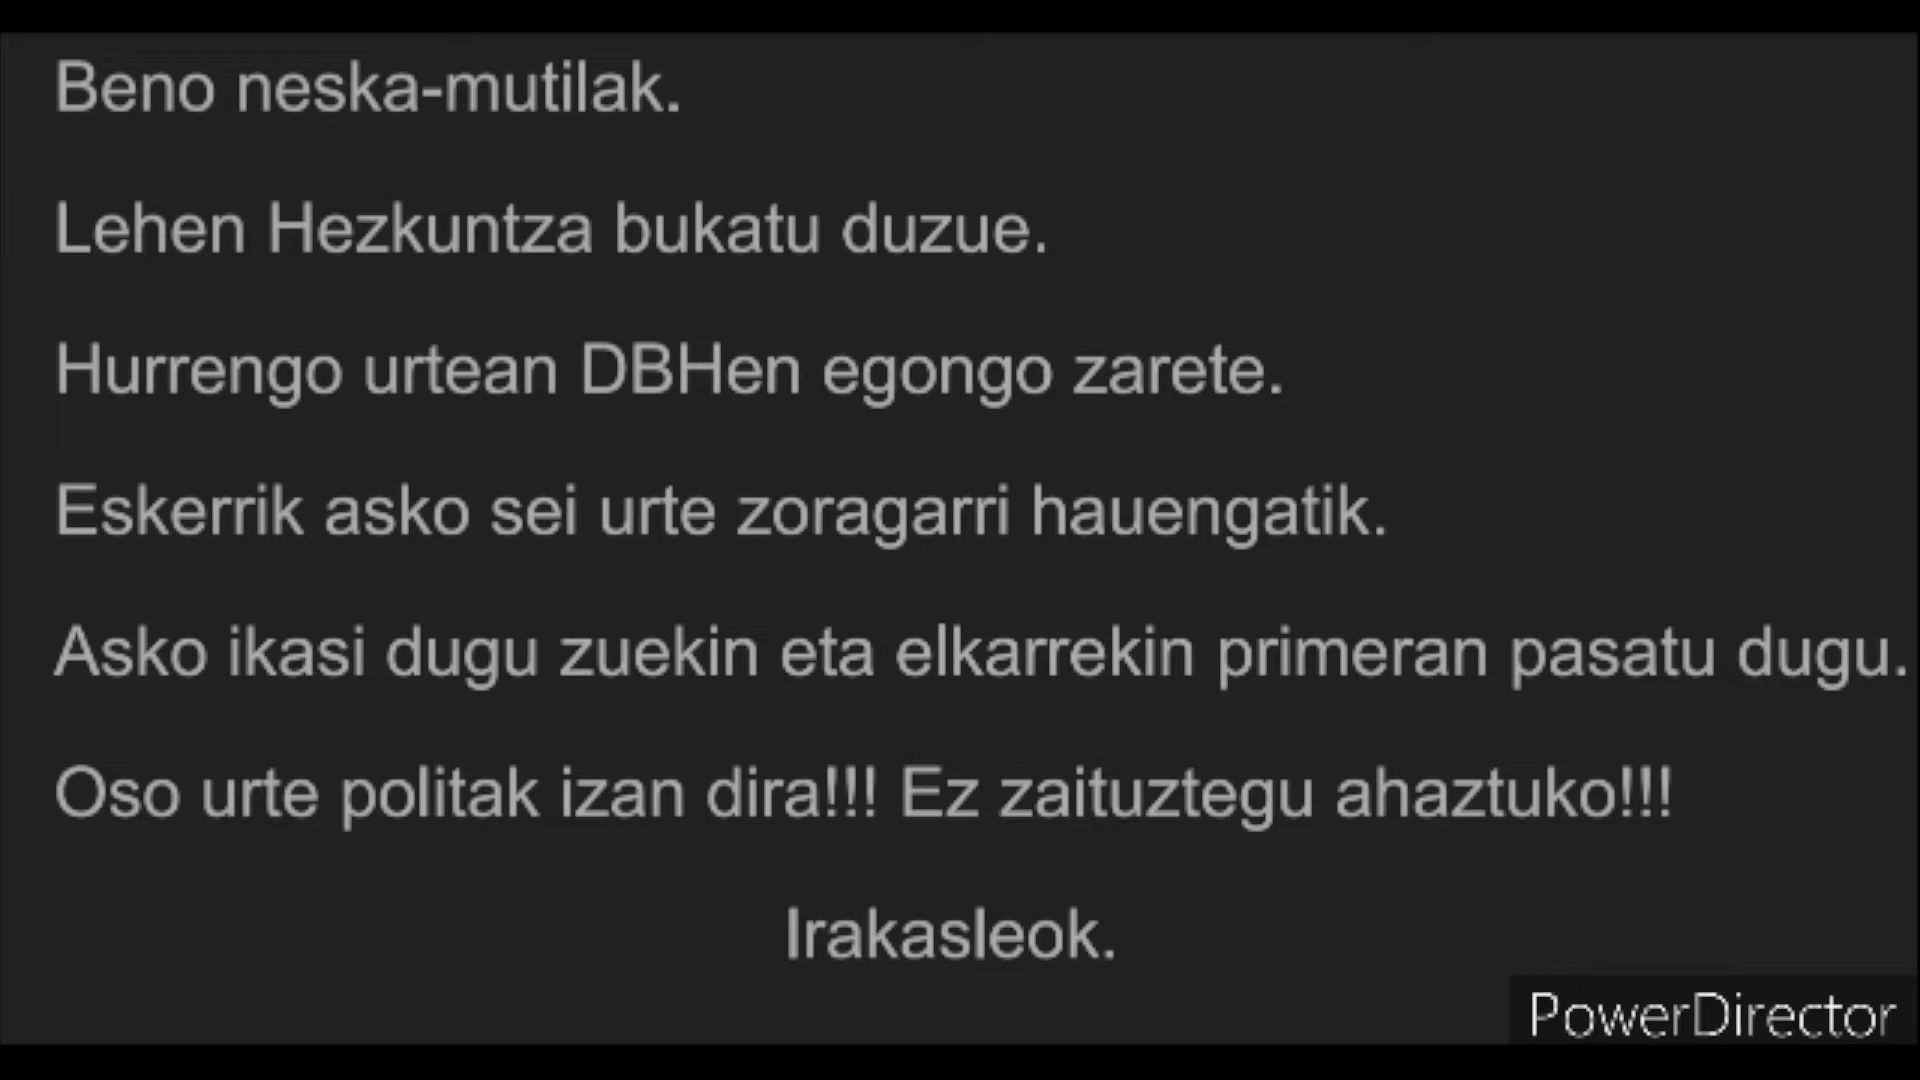 Beno neska-mutilak.
Lehen Hezkuntza bukatu duzue.
Hurrengo urtean DBHen egongo zarete.
Eskerrik asko sei urte zoragarri hauengatik.
Asko ikasi dugu zuekin eta elkarrekin primeran pasatu dugu.
Oso urte politak izan dira!!! Ez zaituztegu ahaztuko!!!
Irakasleok.
PowerDirector